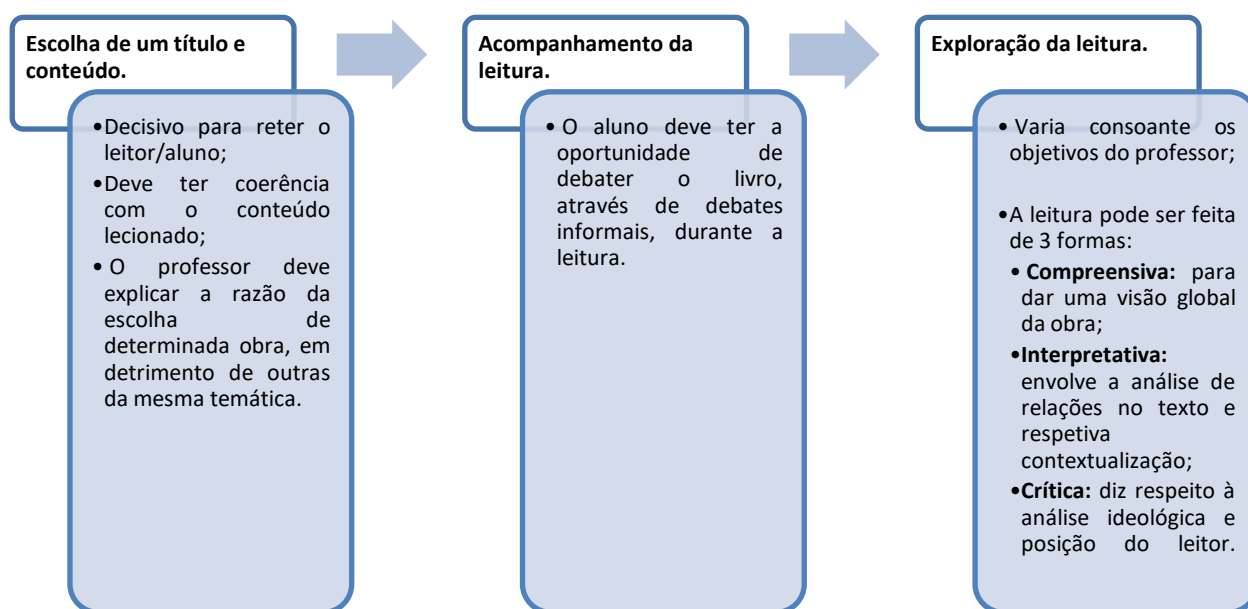 Escolha de um título e
conteúdo.
•Decisivo para reter o
leitor/aluno;
•Deve ter coerência
com o conteúdo
lecionado;
• O professor deve
explicar a razão da
escolha de
determinada obra, em
detrimento de outras
da mesma temática.
Acompanhamento da
leitura.
• O aluno deve ter a
oportunidade de
debater o livro,
através de debates
informais, durante a
leitura.
Exploração da leitura.
• Varia consoante os
objetivos do professor;
•A leitura pode ser feita
de 3 formas:
• Compreensiva: para
dar uma visão global
da obra;
•Interpretativa:
envolve a análise de
relações no texto e
respetiva
contextualização;
•Crítica: diz respeito à
análise ideológica e
posição do leitor.